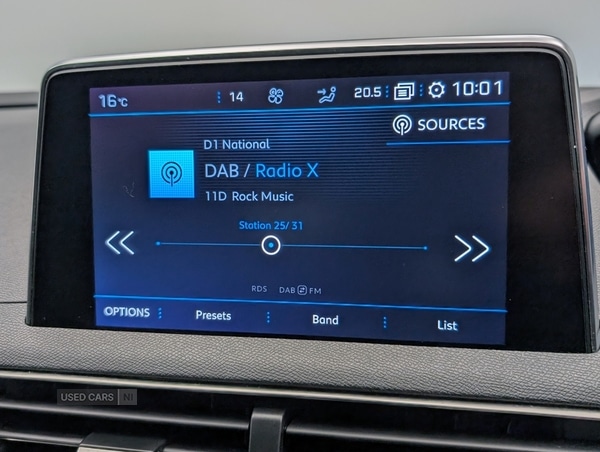 16°C 14 20.5 10:01
SOURCES
D1 National
DAB / Radio X
11D Rock Music
Station 25/31
RDS DAB FM
OPTIONS Presets Band List
USED CARS NI